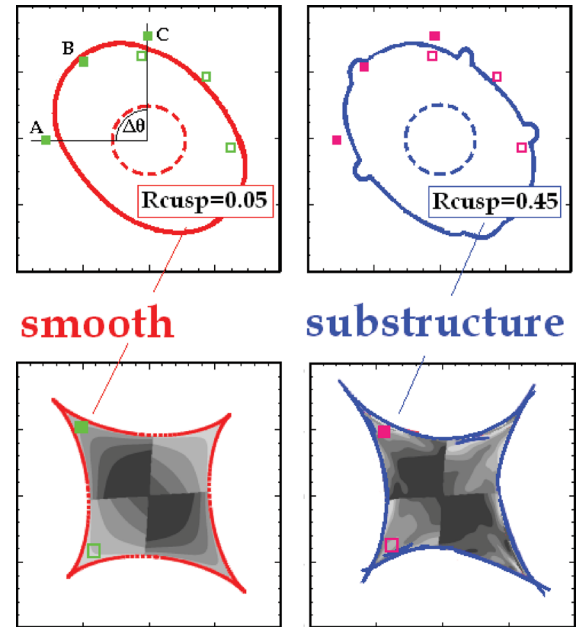 C
B
A
Δθ
Rcusp=0.05
Rcusp=0.45
smooth
substructure